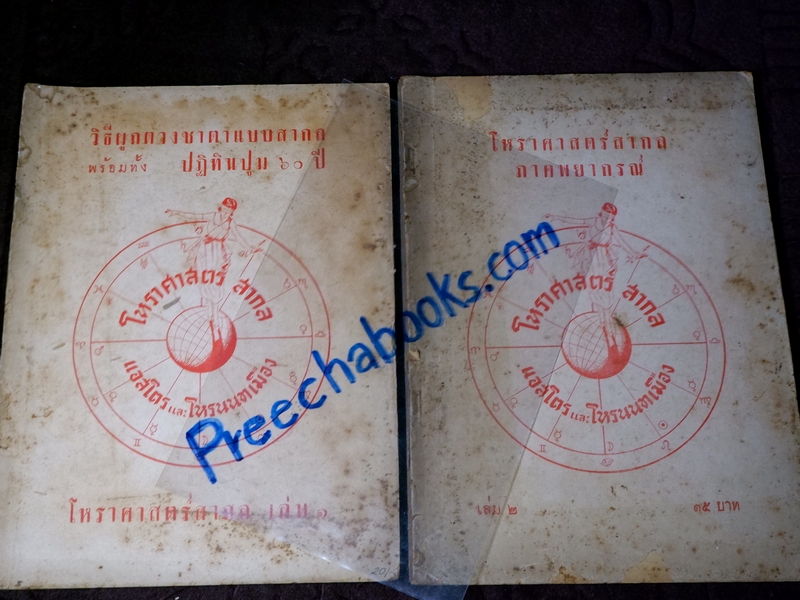 วิธีผูกดวงชาตาแบบสากล
พร้อมทั้ง ปฏิทินปูม ๖๐ ปี
โหราศาสตร์ สากล
แอสโตร และ โหรนนทเมือง
โหราศาสตร์สากล เล่ม ๑
20/-
โหราศาสตร์สากล
ภาคพยากรณ์
โหราศาสตร์ สากล
แอสโตร และ โหรนนทเมือง
เล่ม ๒
๓๕ บาท
Preechabooks.com